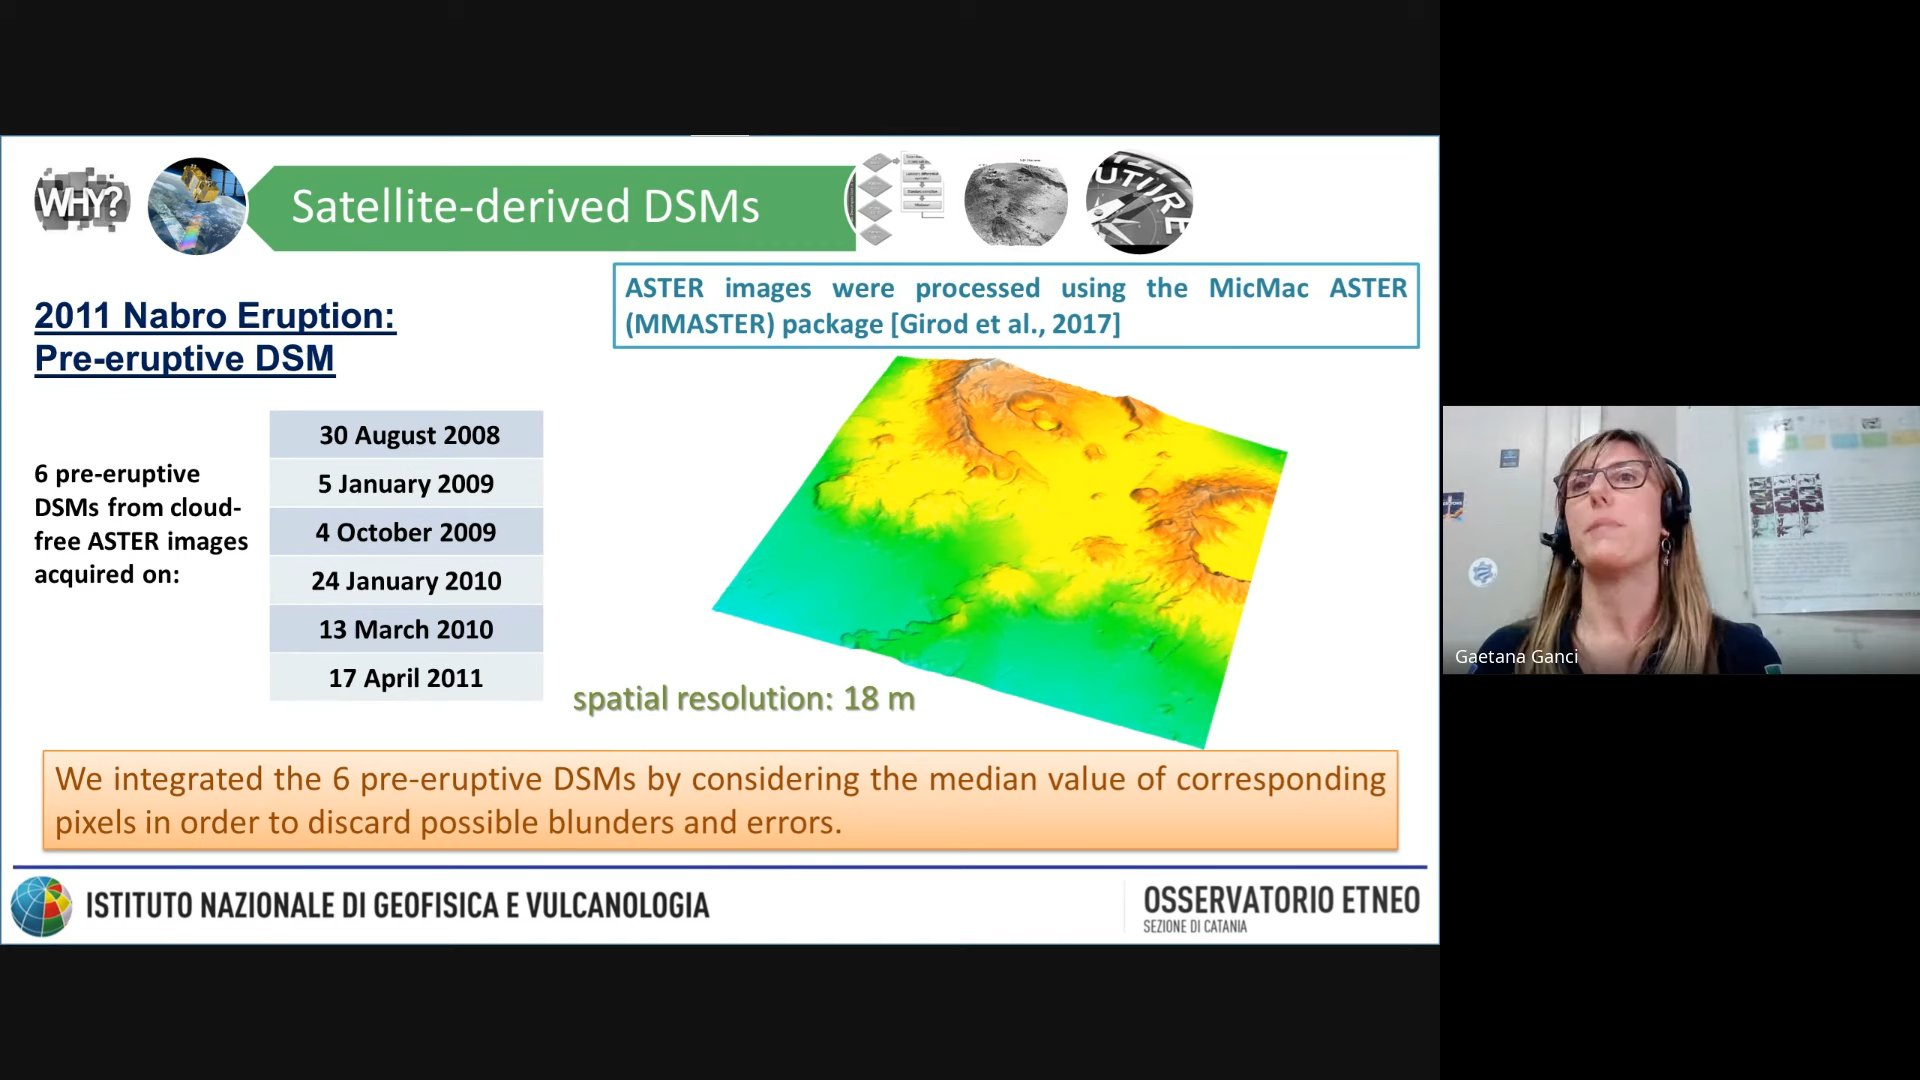 WHY?
Satellite-derived DSMs
UTURE
2011 Nabro Eruption:
Pre-eruptive DSM
ASTER images were processed using the MicMac ASTER
(MMASTER) package [Girod et al., 2017]
6 pre-eruptive
DSMs from cloud-
free ASTER images
acquired on:
30 August 2008
5 January 2009
4 October 2009
24 January 2010
13 March 2010
17 April 2011
spatial resolution: 18 m
We integrated the 6 pre-eruptive DSMs by considering the median value of corresponding
pixels in order to discard possible blunders and errors.
ISTITUTO NAZIONALE DI GEOFISICA E VULCANOLOGIA
OSSERVATORIO ETNEO
SEZIONE DI CATANIA
Gaetana Ganci